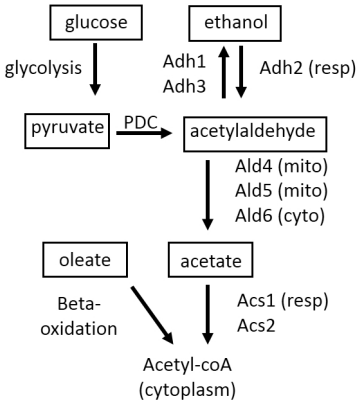 glucose
ethanol
glycolysis
Adh1
Adh3
Adh2 (resp)
pyruvate
PDC
acetylaldehyde
Ald4 (mito)
Ald5 (mito)
Ald6 (cyto)
oleate
acetate
Beta-
oxidation
Acs1 (resp)
Acs2
Acetyl-coA
(cytoplasm)